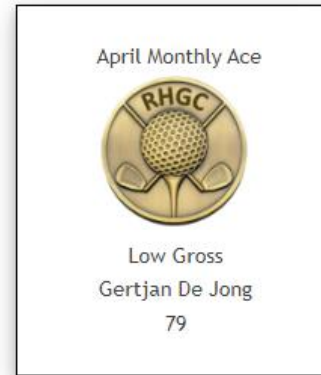 April Monthly Ace
RHGC
Low Gross
Gertjan De Jong
79